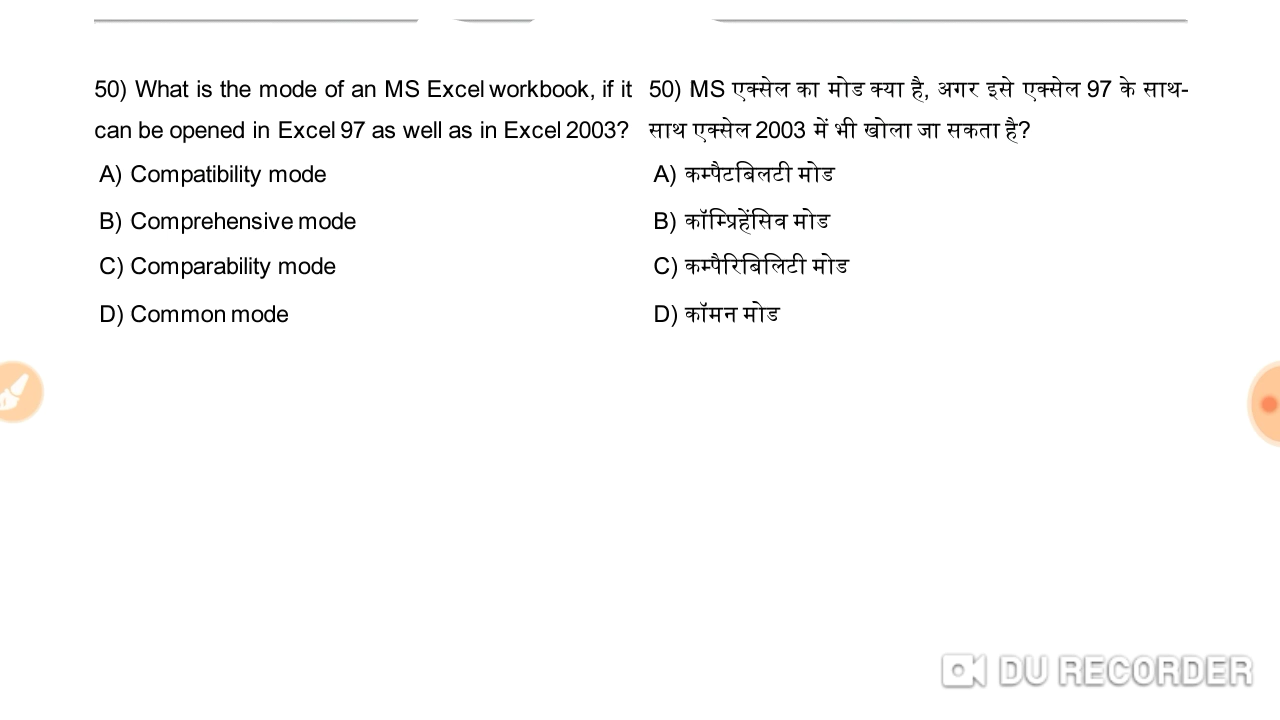 50) What is the mode of an MS Excel workbook, if it
can be opened in Excel 97 as well as in Excel 2003?
A) Compatibility mode
B) Comprehensive mode
C) Comparability mode
D) Common mode
50) MS एक्सेल का मोड क्या है, अगर इसे एक्सेल 97 के साथ-
साथ एक्सेल 2003 में भी खोला जा सकता है?
A) कम्पैटबिलटी मोड
B) कॉम्प्रिहेंसिव मोड
C) कम्पैरिबिलिटी मोड
D) कॉमन मोड
DU RECORDER